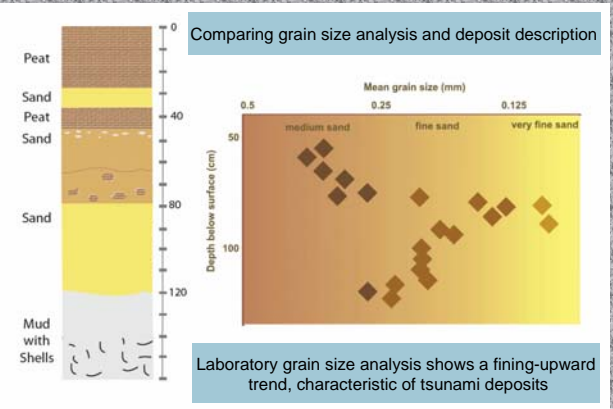 Comparing grain size analysis and deposit description
0
Peat
Sand
Peat
40
Sand
80
Sand
120
Mud
with
Shells
Mean grain size (mm)
0.5
0.25
0.125
medium sand
fine sand
very fine sand
50
100
Depth below surface (cm)
Laboratory grain size analysis shows a fining-upward
trend, characteristic of tsunami deposits